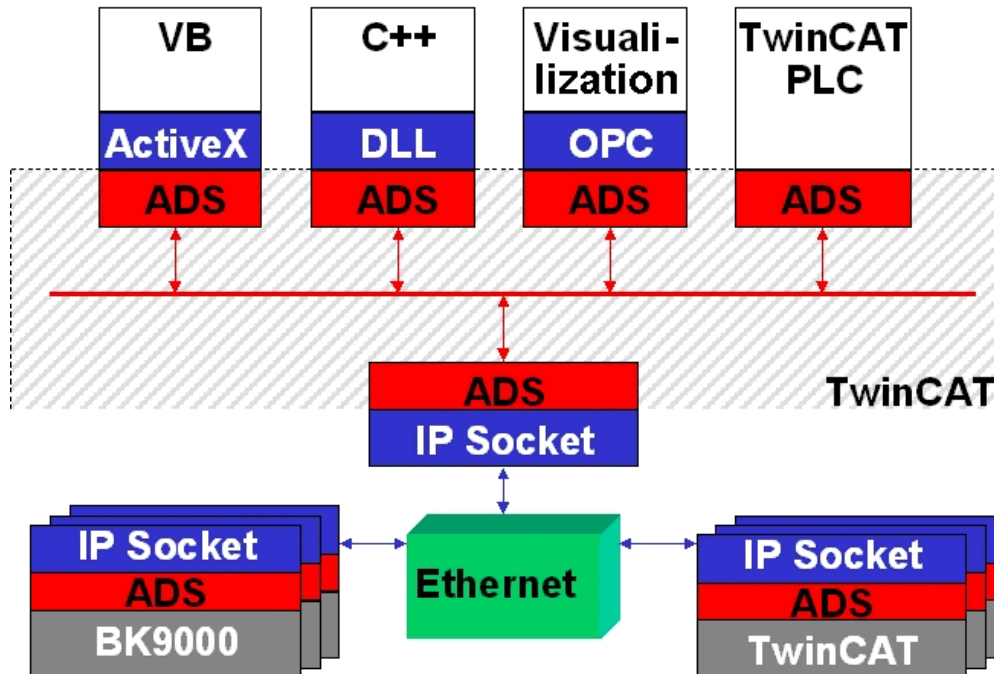 VB
C++
Visuali-
lization
TwinCAT
PLC
ActiveX
DLL
OPC
ADS
ADS
ADS
ADS
ADS
TwinCAT
IP Socket
IP Socket
ADS
BK9000
Ethernet
IP Socket
ADS
TwinCAT